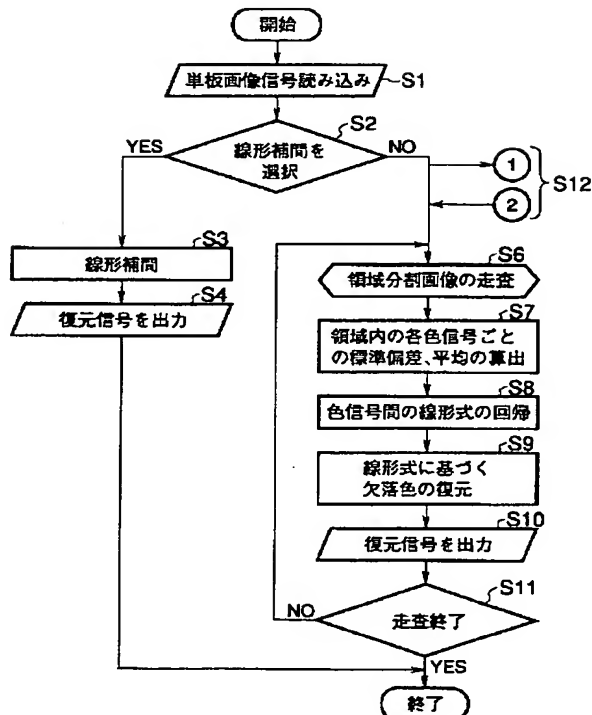 開始
単板画像信号読み込み
S1
S2
線形補間を
選択
YES
NO
1
2
S12
S3
線形補間
S4
復元信号を出力
S6
領域分割画像の走査
S7
領域内の各色信号ごと
の標準偏差、平均の算出
S8
色信号間の線形式の回帰
S9
線形式に基づく
欠落色の復元
S10
復元信号を出力
S11
走査終了
NO
YES
終了